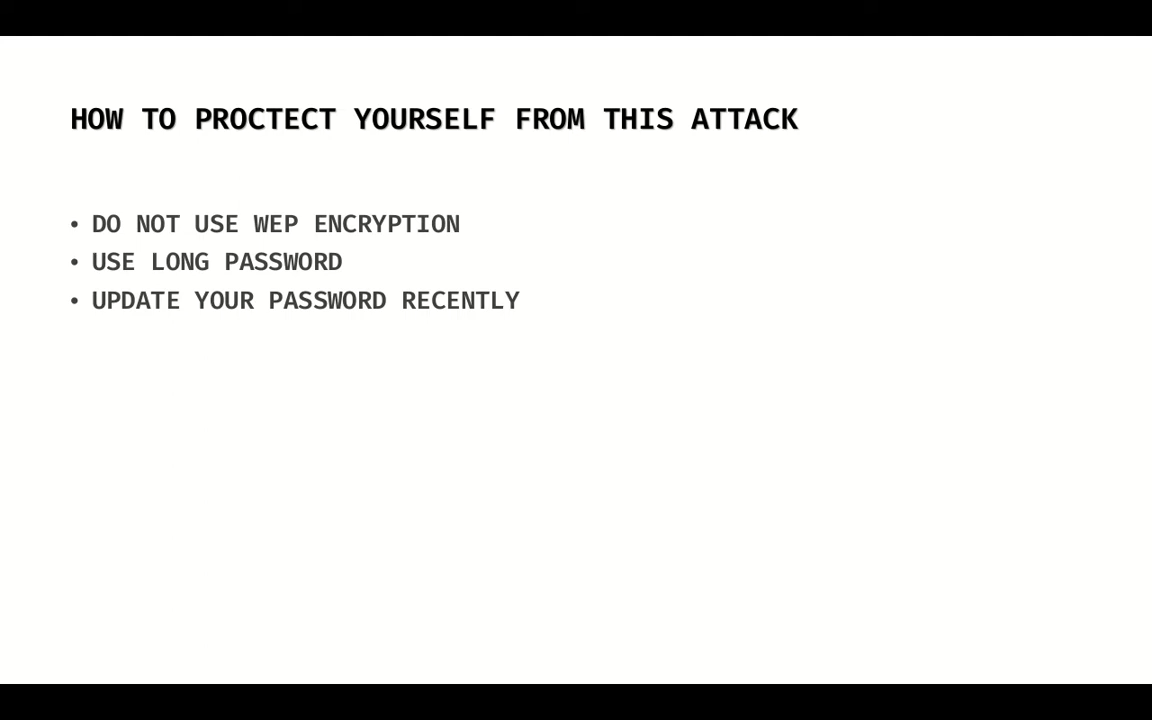 HOW TO PROCTECT YOURSELF FROM THIS ATTACK
• DO NOT USE WEP ENCRYPTION
• USE LONG PASSWORD
• UPDATE YOUR PASSWORD RECENTLY